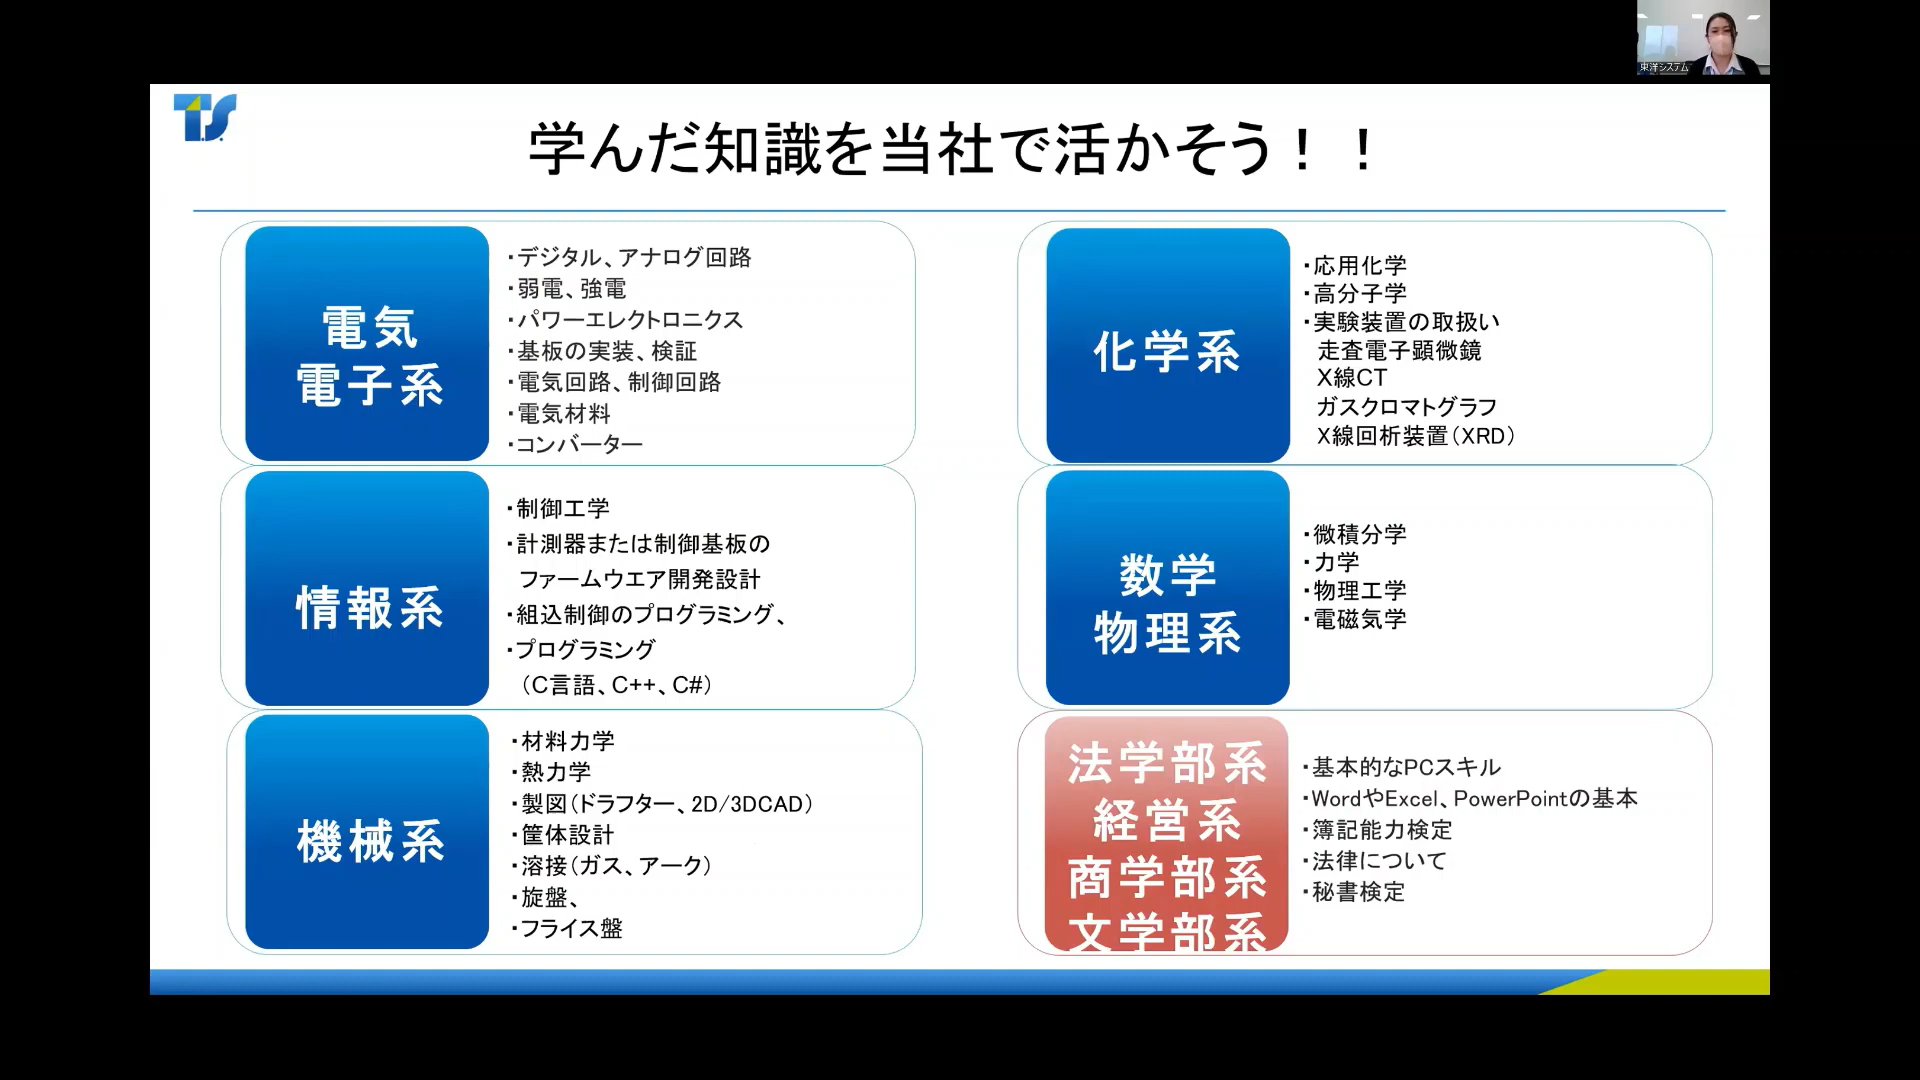 東洋システム
T.S.
学んだ知識を当社で活かそう！！
電気
電子系
・デジタル、アナログ回路
・弱電、強電
・パワーエレクトロニクス
・基板の実装、検証
・電気回路、制御回路
・電気材料
・コンバーター
化学系
・応用化学
・高分子学
・実験装置の取扱い
走査電子顕微鏡
X線CT
ガスクロマトグラフ
X線回析装置（XRD）
情報系
・制御工学
・計測器または制御基板の
ファームウエア開発設計
・組込制御のプログラミング、
・プログラミング
（C言語、C++、C#）
数学
物理系
・微積分学
・力学
・物理工学
・電磁気学
機械系
・材料力学
・熱力学
・製図（ドラフター、2D/3DCAD）
・筐体設計
・溶接（ガス、アーク）
・旋盤、
・フライス盤
法学部系
経営系
商学部系
文学部系
・基本的なPCスキル
・WordやExcel、PowerPointの基本
・簿記能力検定
・法律について
・秘書検定